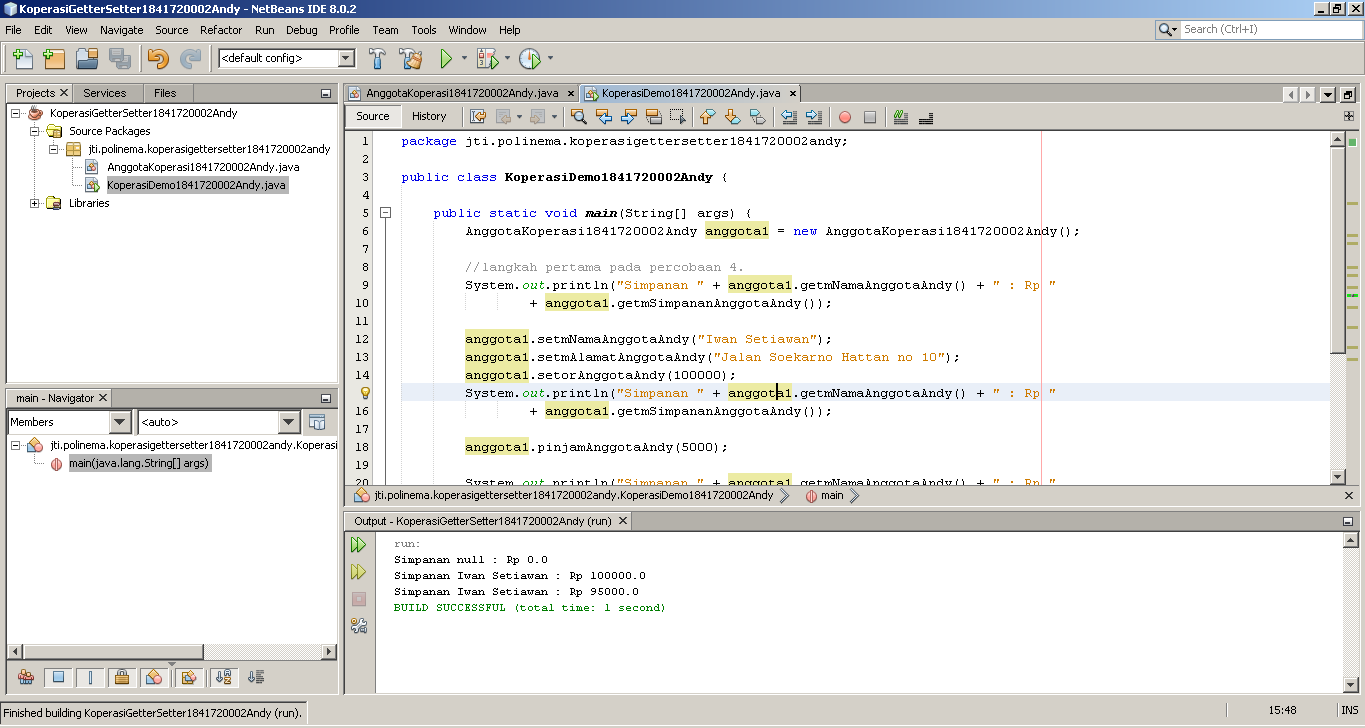 KoperasiGetterSetter1841720002Andy - NetBeans IDE 8.0.2
File Edit View Navigate Source Refactor Run Debug Profile Team Tools Window Help
Search (Ctrl+I)
<default config>
Projects Services Files
KoperasiGetterSetter1841720002Andy
Source Packages
jti.polinema.koperasigettersetter1841720002andy
AnggotaKoperasi1841720002Andy.java
KoperasiDemo1841720002Andy.java
Libraries
main - Navigator
Members <auto>
jti.polinema.koperasigettersetter1841720002andy.Koperasi
main(java.lang.String[] args)
AnggotaKoperasi1841720002Andy.java KoperasiDemo1841720002Andy.java
Source History
1 package jti.polinema.koperasigettersetter1841720002andy;
2
3 public class KoperasiDemo1841720002Andy {
4
5 public static void main(String[] args) {
6 AnggotaKoperasi1841720002Andy anggota1 = new AnggotaKoperasi1841720002Andy();
7
8 //langkah pertama pada percobaan 4.
9 System.out.println("Simpanan " + anggota1.getmNamaAnggotaAndy() + " : Rp "
10 + anggota1.getmSimpananAnggotaAndy());
11
12 anggota1.setmNamaAnggotaAndy("Iwan Setiawan");
13 anggota1.setmAlamatAnggotaAndy("Jalan Soekarno Hattan no 10");
14 anggota1.setorAnggotaAndy(100000);
System.out.println("Simpanan " + anggota1.getmNamaAnggotaAndy() + " : Rp "
16 + anggota1.getmSimpananAnggotaAndy());
17
18 anggota1.pinjamAnggotaAndy(5000);
19
20 System.out.println("Simpanan " + anggota1.getmNamaAnggotaAndy() + " : Rp "
jti.polinema.koperasigettersetter1841720002andy.KoperasiDemo1841720002Andy main
Output - KoperasiGetterSetter1841720002Andy (run)
run:
Simpanan null : Rp 0.0
Simpanan Iwan Setiawan : Rp 100000.0
Simpanan Iwan Setiawan : Rp 95000.0
BUILD SUCCESSFUL (total time: 1 second)
Finished building KoperasiGetterSetter1841720002Andy (run).
15:48 INS